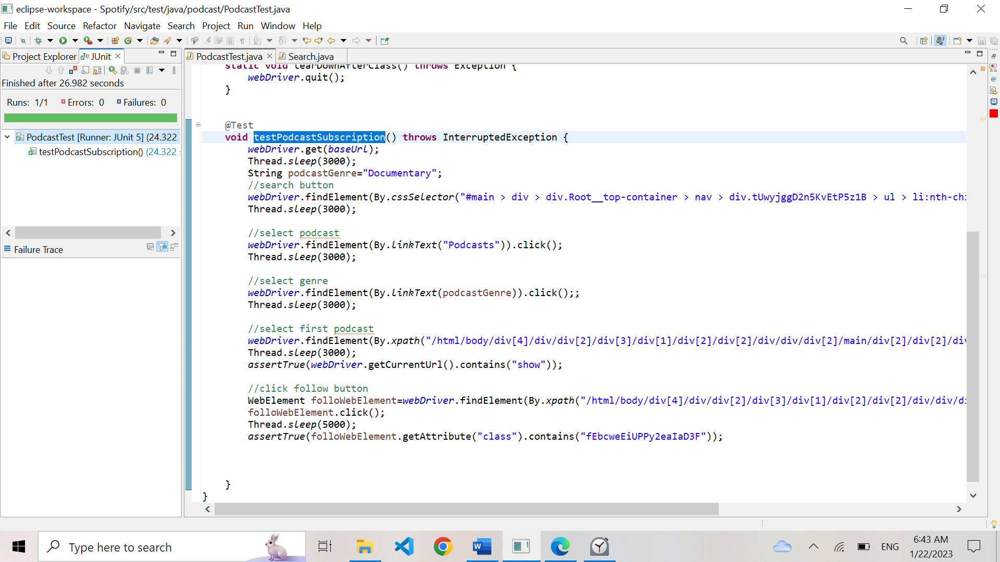 eclipse-workspace - Spotify/src/test/java/podcast/PodcastTest.java
File Edit Source Refactor Navigate Search Project Run Window Help
Project Explorer JUnit
PodcastTest.java Search.java
Finished after 26.982 seconds
Runs: 1/1 Errors: 0 Failures: 0
PodcastTest [Runner: JUnit 5] (24.322
testPodcastSubscription() (24.322
Failure Trace
static void tearDownAfterClass() throws Exception {
webDriver.quit();
}
@Test
void testPodcastSubscription() throws InterruptedException {
webDriver.get(baseUrl);
Thread.sleep(3000);
String podcastGenre="Documentary";
//search button
webDriver.findElement(By.cssSelector("#main > div > div.Root__top-container > nav > div.tUwyjggD2n5KvEtP5z1B > ul > li:nth-chi
Thread.sleep(3000);
//select podcast
webDriver.findElement(By.linkText("Podcasts")).click();
Thread.sleep(3000);
//select genre
webDriver.findElement(By.linkText(podcastGenre)).click();;
Thread.sleep(3000);
//select first podcast
webDriver.findElement(By.xpath("/html/body/div[4]/div/div[2]/div[3]/div[1]/div[2]/div[2]/div/div/div[2]/main/div[2]/div[2]/div
Thread.sleep(3000);
assertTrue(webDriver.getCurrentUrl().contains("show"));
//click follow button
WebElement folloWebElement=webDriver.findElement(By.xpath("/html/body/div[4]/div/div[2]/div[3]/div[1]/div[2]/div[2]/div/div/di
folloWebElement.click();
Thread.sleep(5000);
assertTrue(folloWebElement.getAttribute("class").contains("fEbcweEiUPPy2eaIaD3F"));
}
}
Type here to search
ENG
6:43 AM
1/22/2023